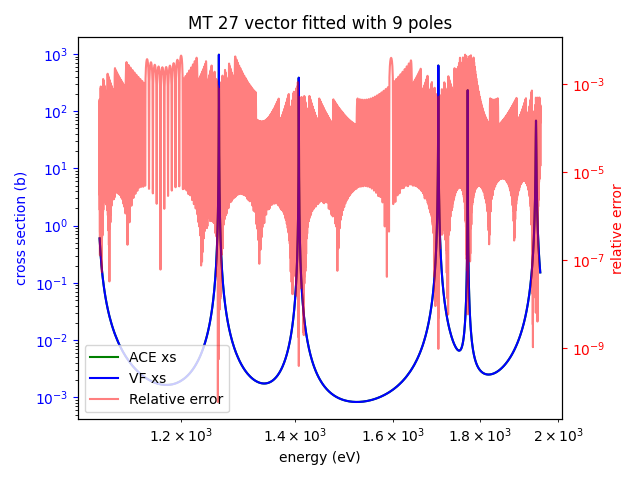 MT 27 vector fitted with 9 poles
10³
10²
10¹
10⁰
10⁻¹
10⁻²
10⁻³
cross section (b)
10⁻³
10⁻⁵
10⁻⁷
10⁻⁹
relative error
ACE xs
VF xs
Relative error
1.2 × 10³ 1.4 × 10³ 1.6 × 10³ 1.8 × 10³ 2 × 10³
energy (eV)